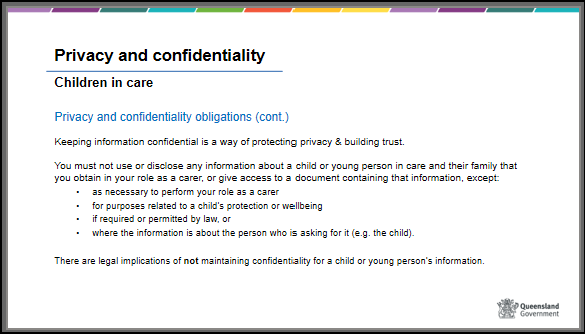 Privacy and confidentiality
Children in care
Privacy and confidentiality obligations (cont.)
Keeping information confidential is a way of protecting privacy & building trust.
You must not use or disclose any information about a child or young person in care and their family that
you obtain in your role as a carer, or give access to a document containing that information, except:
• as necessary to perform your role as a carer
• for purposes related to a child's protection or wellbeing
• if required or permitted by law, or
• where the information is about the person who is asking for it (e.g. the child).
There are legal implications of not maintaining confidentiality for a child or young person's information.
Queensland
Government